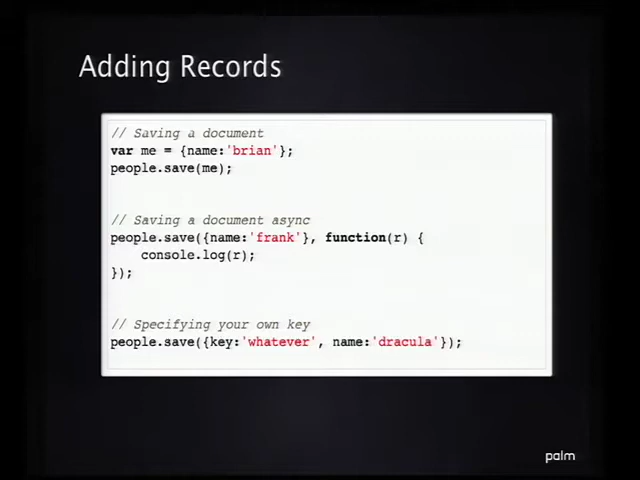 Adding Records
// Saving a document
var me = {name:'brian'};
people.save(me);
// Saving a document async
people.save({name:'frank'}, function(r) {
console.log(r);
});
// Specifying your own key
people.save({key:'whatever', name:'dracula'});
palm